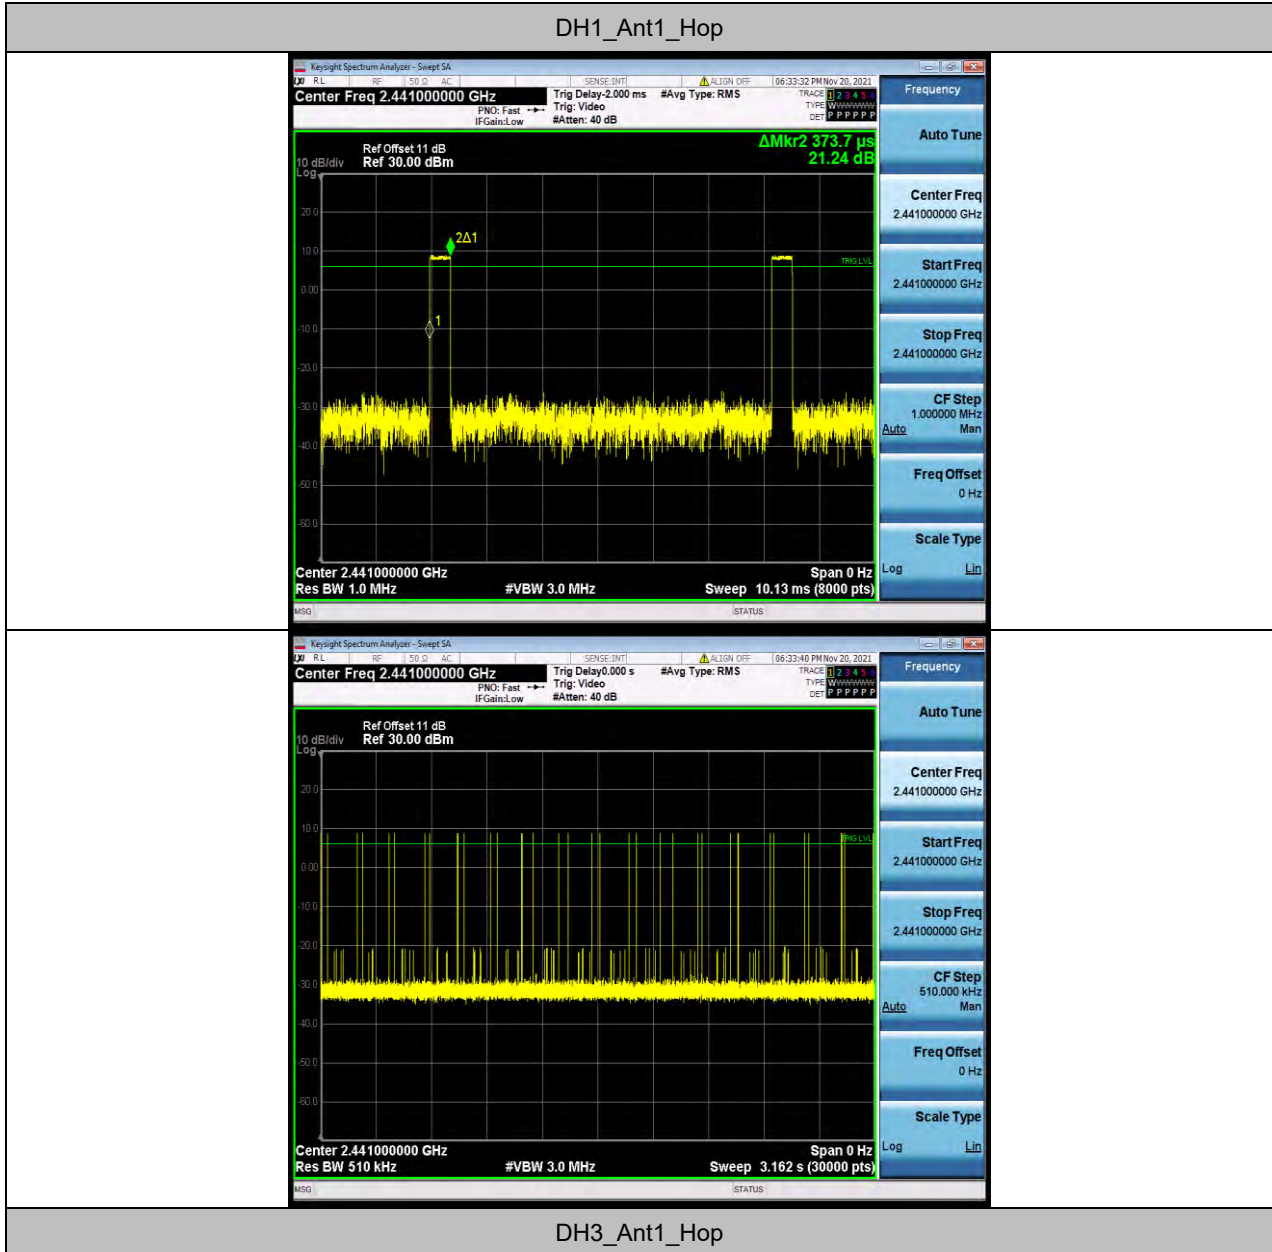 DH1_Ant1_Hop
Keysight Spectrum Analyzer - Swept SA
LXI RL RF 50 Ω AC SENSE:INT ALIGN OFF 06:33:32 PM Nov 20, 2021
Center Freq 2.441000000 GHz
PNO: Fast
IFGain:Low
Trig Delay-2.000 ms
Trig: Video
#Atten: 40 dB
#Avg Type: RMS
TRACE 1 2 3 4 5 6
TYPE W
DET P P P P P P
Frequency
Auto Tune
Center Freq
2.441000000 GHz
Start Freq
2.441000000 GHz
Stop Freq
2.441000000 GHz
CF Step
1.000000 MHz
Auto Man
Freq Offset
0 Hz
Scale Type
Log Lin
ΔMkr2 373.7 µs
21.24 dB
Ref Offset 11 dB
10 dB/div Ref 30.00 dBm
Log
20.0
10.0
0.00
-10.0
-20.0
-30.0
-40.0
-50.0
-60.0
2Δ1
1
TRIG LVL
Center 2.441000000 GHz Span 0 Hz
Res BW 1.0 MHz #VBW 3.0 MHz Sweep 10.13 ms (8000 pts)
MSG STATUS
Keysight Spectrum Analyzer - Swept SA
LXI RL RF 50 Ω AC SENSE:INT ALIGN OFF 06:33:40 PM Nov 20, 2021
Center Freq 2.441000000 GHz
PNO: Fast
IFGain:Low
Trig Delay0.000 s
Trig: Video
#Atten: 40 dB
#Avg Type: RMS
TRACE 1 2 3 4 5 6
TYPE W
DET P P P P P P
Frequency
Auto Tune
Center Freq
2.441000000 GHz
Start Freq
2.441000000 GHz
Stop Freq
2.441000000 GHz
CF Step
510.000 kHz
Auto Man
Freq Offset
0 Hz
Scale Type
Log Lin
Ref Offset 11 dB
10 dB/div Ref 30.00 dBm
Log
20.0
10.0
0.00
-10.0
-20.0
-30.0
-40.0
-50.0
-60.0
TRIG LVL
Center 2.441000000 GHz Span 0 Hz
Res BW 510 kHz #VBW 3.0 MHz Sweep 3.162 s (30000 pts)
MSG STATUS
DH3_Ant1_Hop